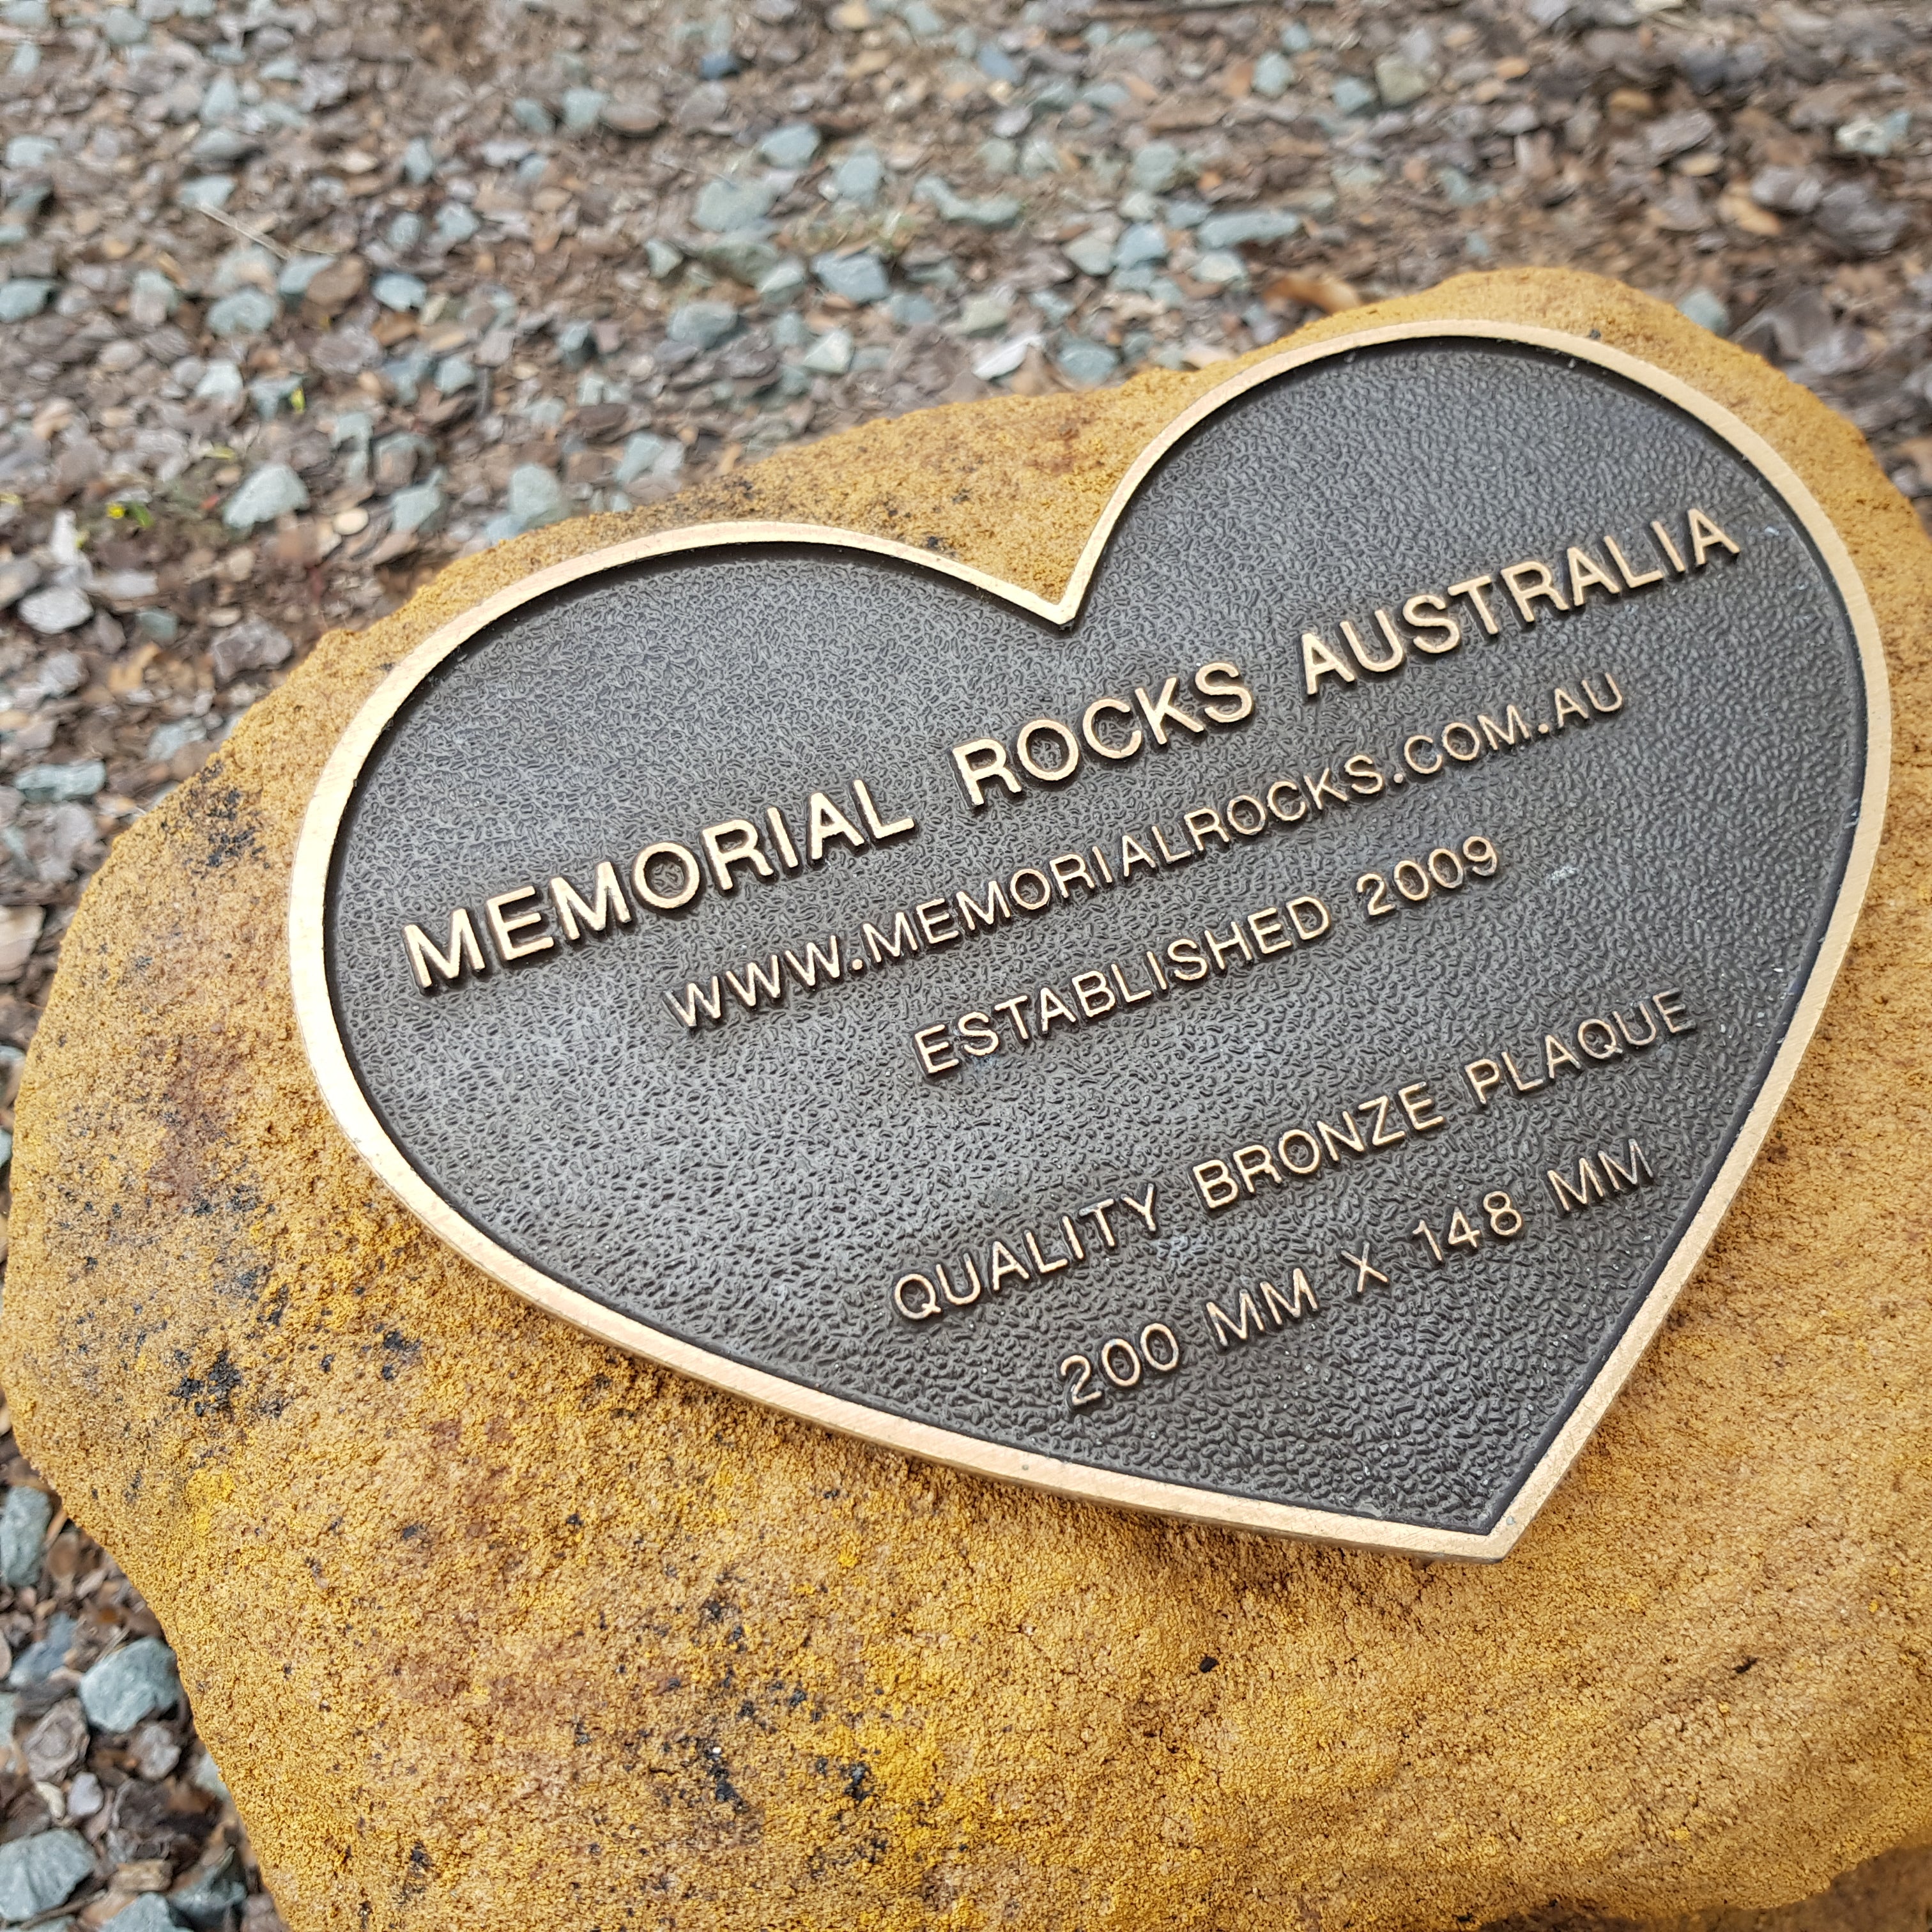 MEMORIAL ROCKS AUSTRALIA
WWW.MEMORIALROCKS.COM.AU
ESTABLISHED 2009
QUALITY BRONZE PLAQUE
200 MM X 148 MM